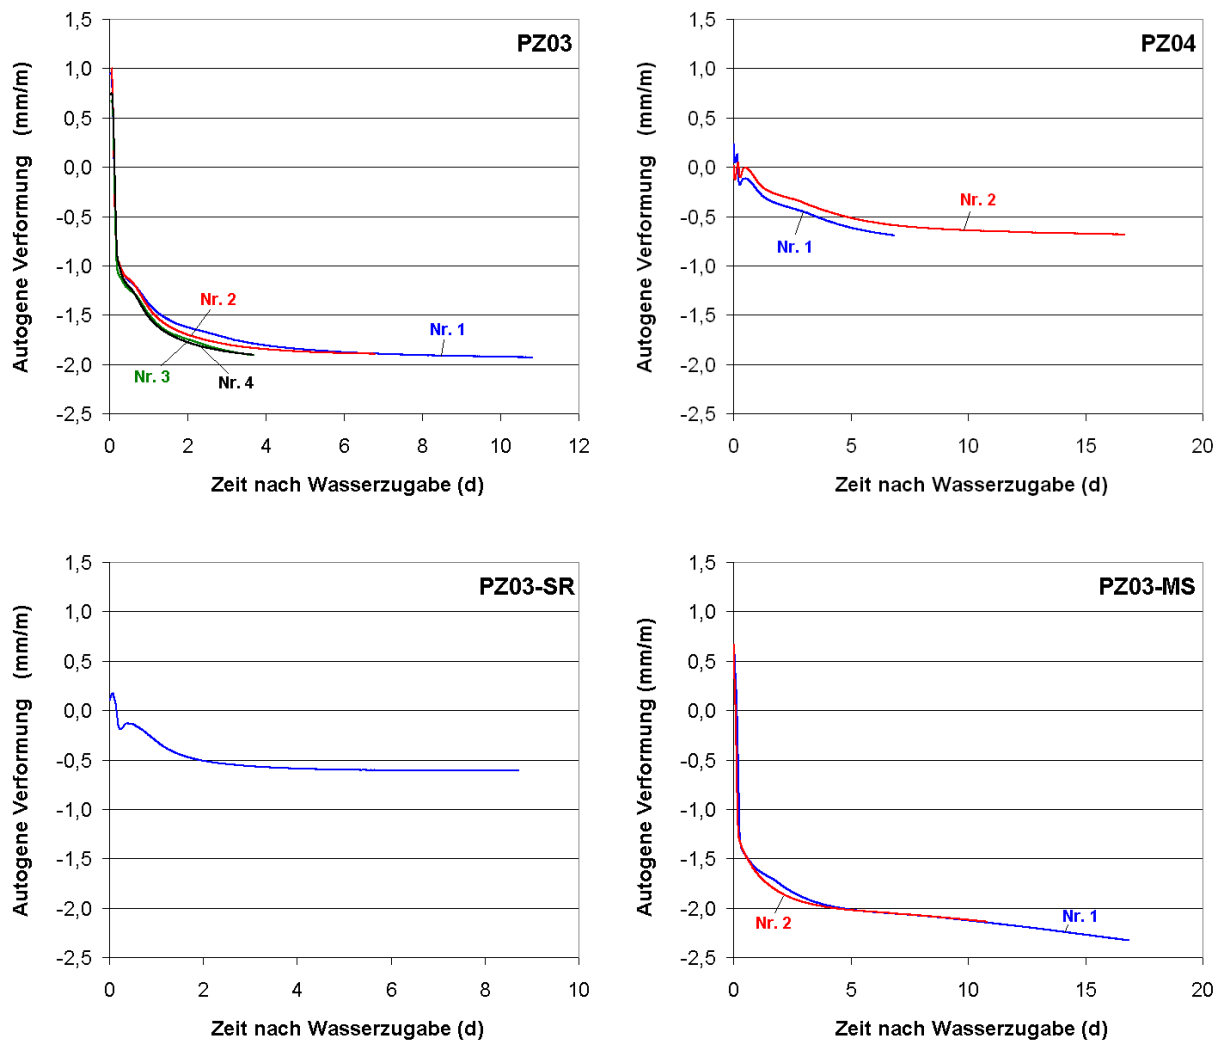 PZ03
Autogene Verformung (mm/m)
1,5
1,0
0,5
0,0
-0,5
-1,0
-1,5
-2,0
-2,5
Nr. 2
Nr. 1
Nr. 3
Nr. 4
0 2 4 6 8 10 12
Zeit nach Wasserzugabe (d)
PZ04
Autogene Verformung (mm/m)
1,5
1,0
0,5
0,0
-0,5
-1,0
-1,5
-2,0
-2,5
Nr. 2
Nr. 1
0 5 10 15 20
Zeit nach Wasserzugabe (d)
PZ03-SR
Autogene Verformung (mm/m)
1,5
1,0
0,5
0,0
-0,5
-1,0
-1,5
-2,0
-2,5
0 2 4 6 8 10
Zeit nach Wasserzugabe (d)
PZ03-MS
Autogene Verformung (mm/m)
1,5
1,0
0,5
0,0
-0,5
-1,0
-1,5
-2,0
-2,5
Nr. 1
Nr. 2
0 5 10 15 20
Zeit nach Wasserzugabe (d)